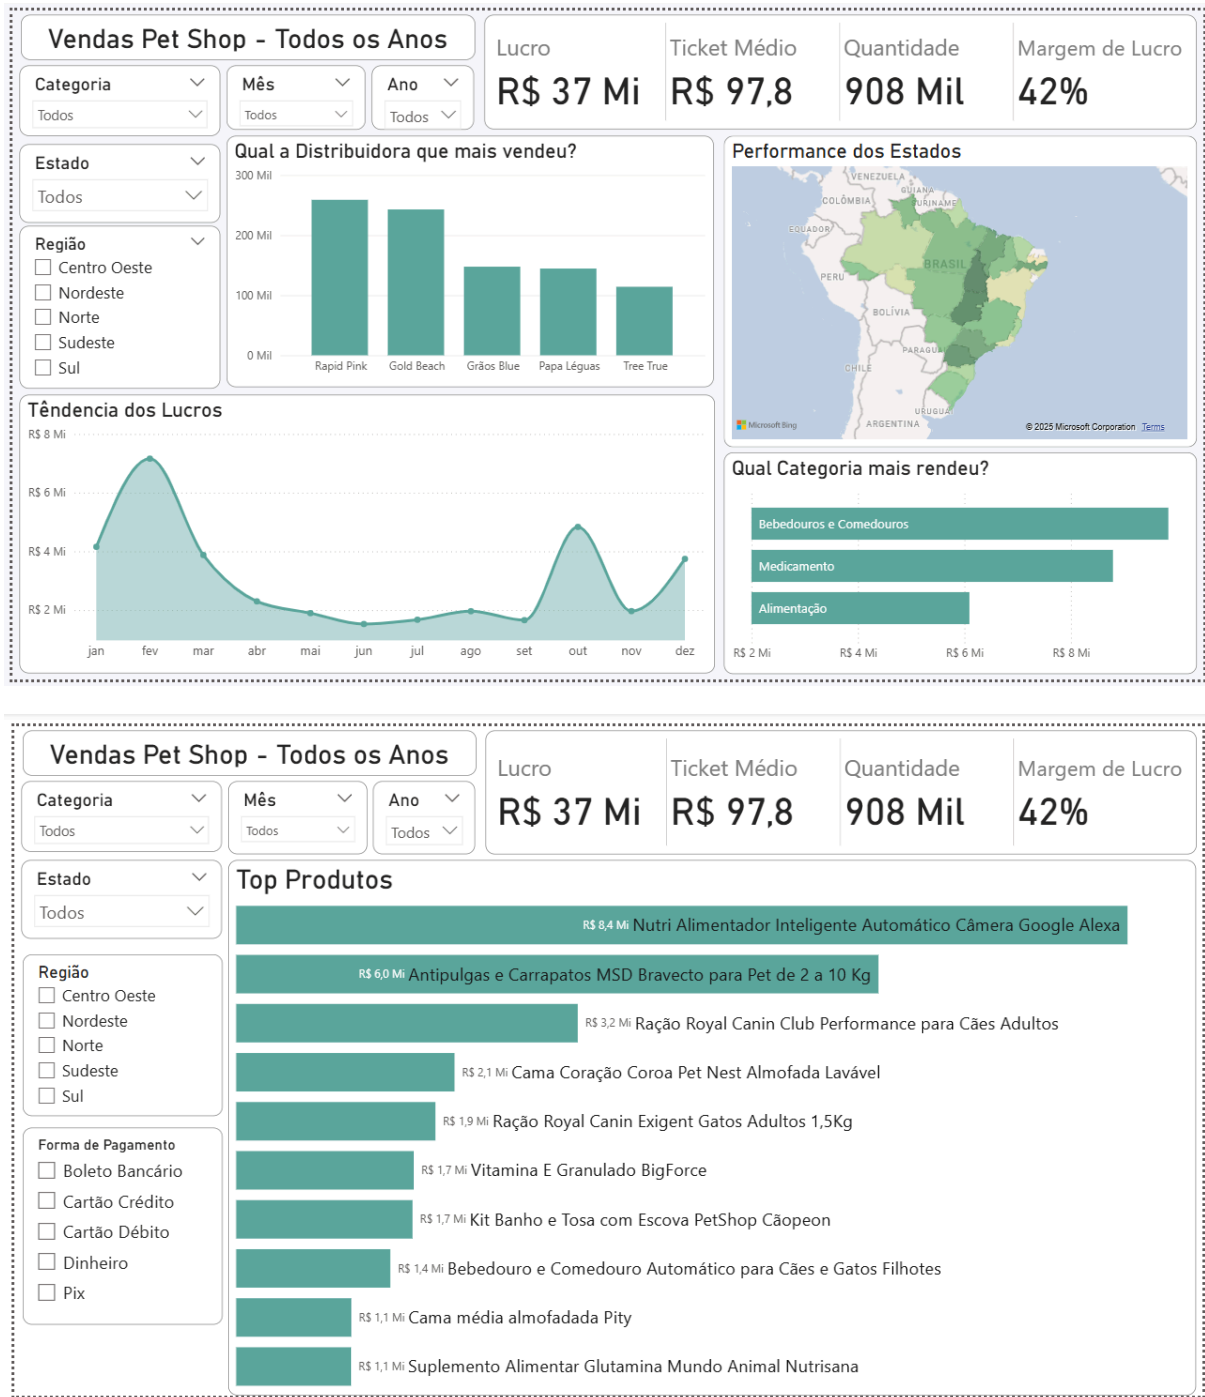 Vendas Pet Shop - Todos os Anos
Lucro
R$ 37 Mi
Ticket Médio
R$ 97,8
Quantidade
908 Mil
Margem de Lucro
42%
Categoria
Todos
Mês
Todos
Ano
Todos
Estado
Todos
Região
Centro Oeste
Nordeste
Norte
Sudeste
Sul
Qual a Distribuidora que mais vendeu?
300 Mil
200 Mil
100 Mil
0 Mil
Rapid Pink
Gold Beach
Grãos Blue
Papa Léguas
Tree True
Performance dos Estados
VENEZUELA
GUIANA
COLÔMBIA
SURINAME
EQUADOR
BRASIL
PERU
BOLÍVIA
PARAGUA
CHILE
URUGUA
ARGENTINA
Microsoft Bing
© 2025 Microsoft Corporation
Terms
Têndencia dos Lucros
R$ 8 Mi
R$ 6 Mi
R$ 4 Mi
R$ 2 Mi
jan
fev
mar
abr
mai
jun
jul
ago
set
out
nov
dez
Qual Categoria mais rendeu?
Bebedouros e Comedouros
Medicamento
Alimentação
R$ 2 Mi
R$ 4 Mi
R$ 6 Mi
R$ 8 Mi
Vendas Pet Shop - Todos os Anos
Lucro
R$ 37 Mi
Ticket Médio
R$ 97,8
Quantidade
908 Mil
Margem de Lucro
42%
Categoria
Todos
Mês
Todos
Ano
Todos
Estado
Todos
Região
Centro Oeste
Nordeste
Norte
Sudeste
Sul
Forma de Pagamento
Boleto Bancário
Cartão Crédito
Cartão Débito
Dinheiro
Pix
Top Produtos
R$ 8,4 Mi Nutri Alimentador Inteligente Automático Câmera Google Alexa
R$ 6,0 Mi Antipulgas e Carrapatos MSD Bravecto para Pet de 2 a 10 Kg
R$ 3,2 Mi Ração Royal Canin Club Performance para Cães Adultos
R$ 2,1 Mi Cama Coração Coroa Pet Nest Almofada Lavável
R$ 1,9 Mi Ração Royal Canin Exigent Gatos Adultos 1,5Kg
R$ 1,7 Mi Vitamina E Granulado BigForce
R$ 1,7 Mi Kit Banho e Tosa com Escova PetShop Cãopeon
R$ 1,4 Mi Bebedouro e Comedouro Automático para Cães e Gatos Filhotes
R$ 1,1 Mi Cama média almofadada Pity
R$ 1,1 Mi Suplemento Alimentar Glutamina Mundo Animal Nutrisana